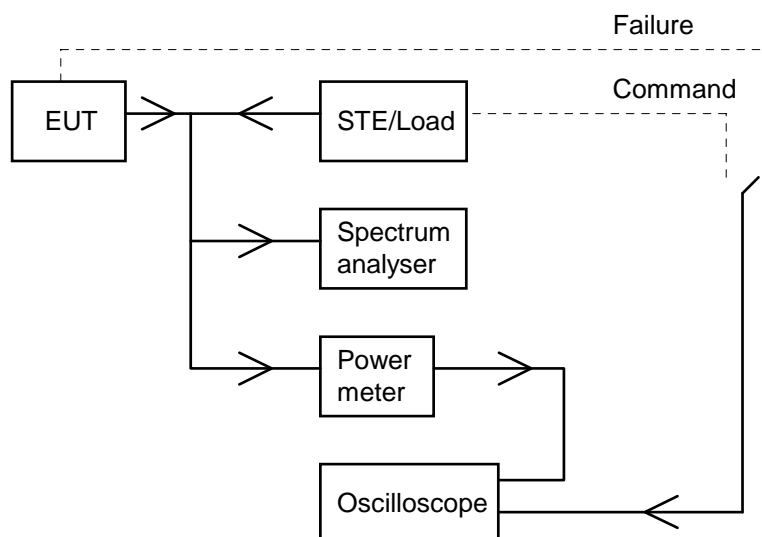 Failure
Command
EUT
STE/Load
Spectrum
analyser
Power
meter
Oscilloscope